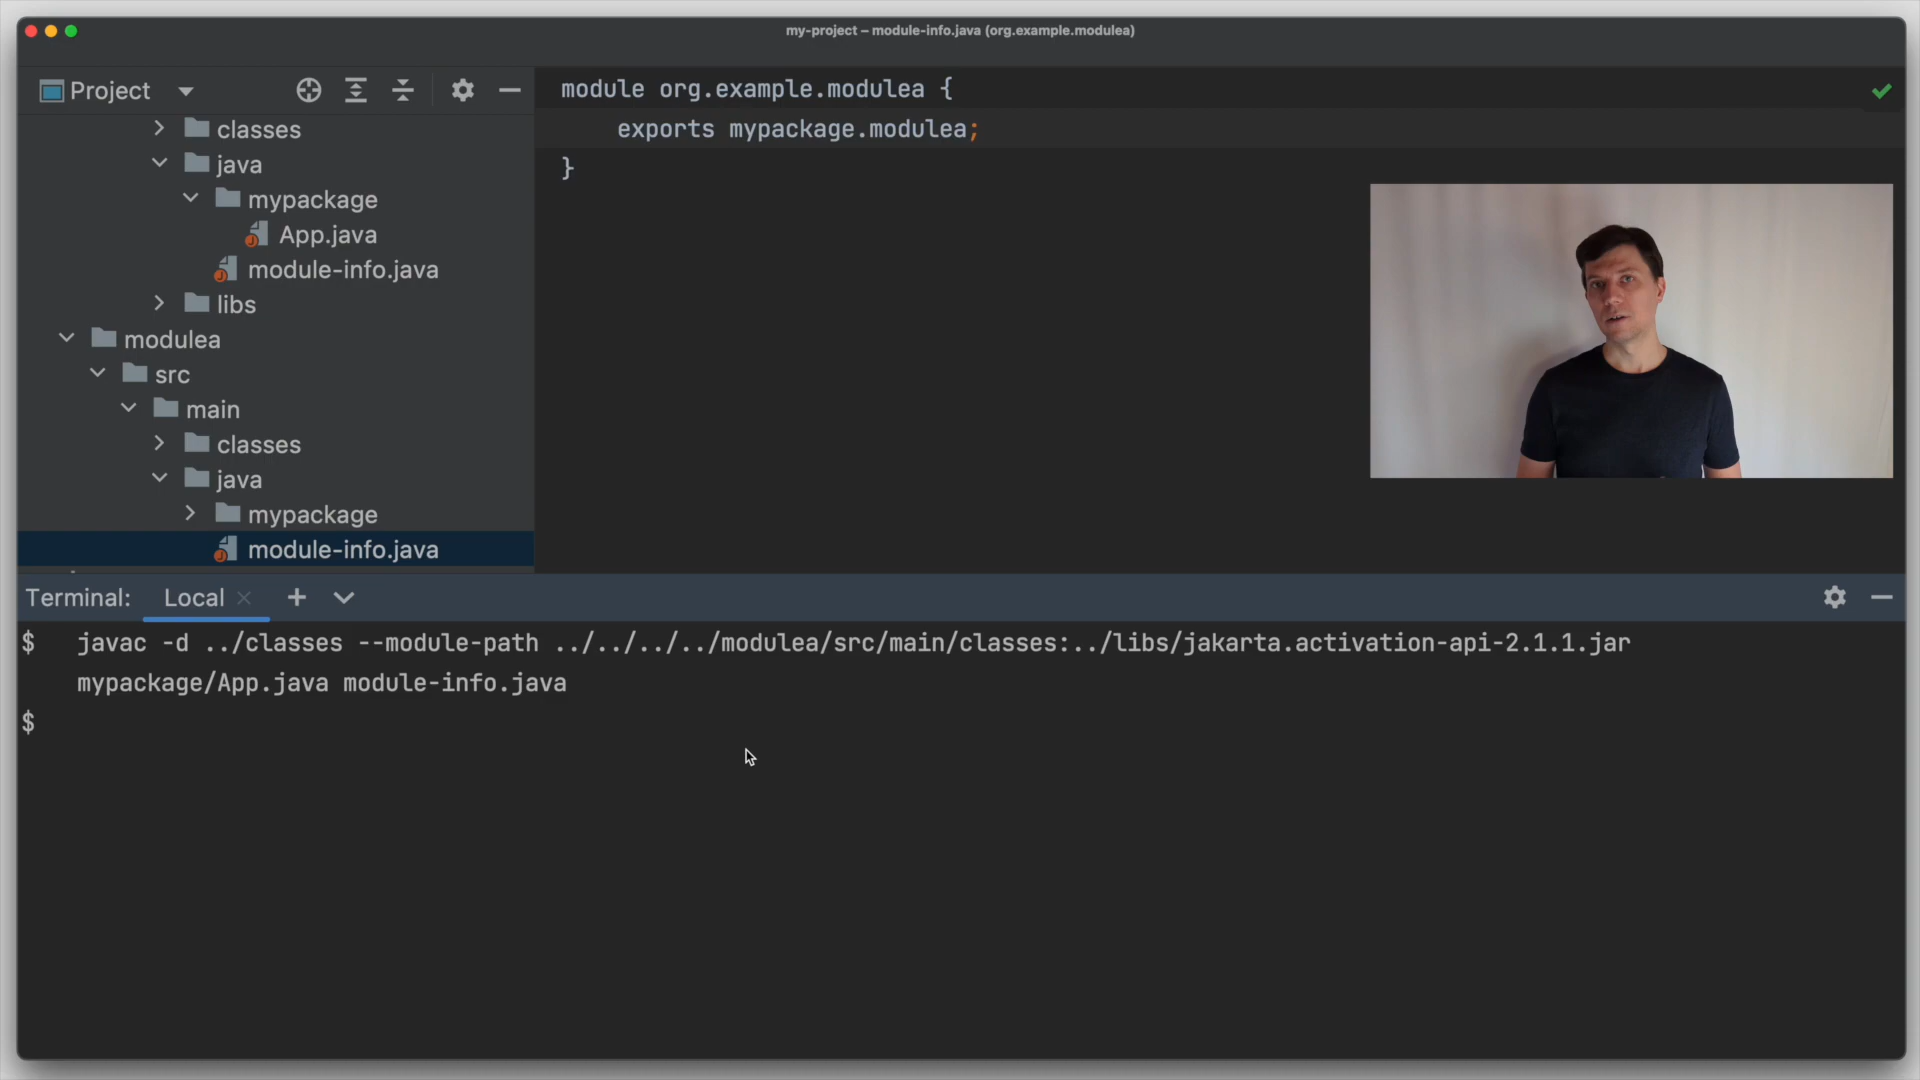 my-project – module-info.java (org.example.modulea)
Project
classes
java
mypackage
App.java
module-info.java
libs
modulea
src
main
classes
java
mypackage
module-info.java
module org.example.modulea {
exports mypackage.modulea;
}
Terminal: Local
$ javac -d ../classes --module-path ../../../../modulea/src/main/classes:../libs/jakarta.activation-api-2.1.1.jar
mypackage/App.java module-info.java
$